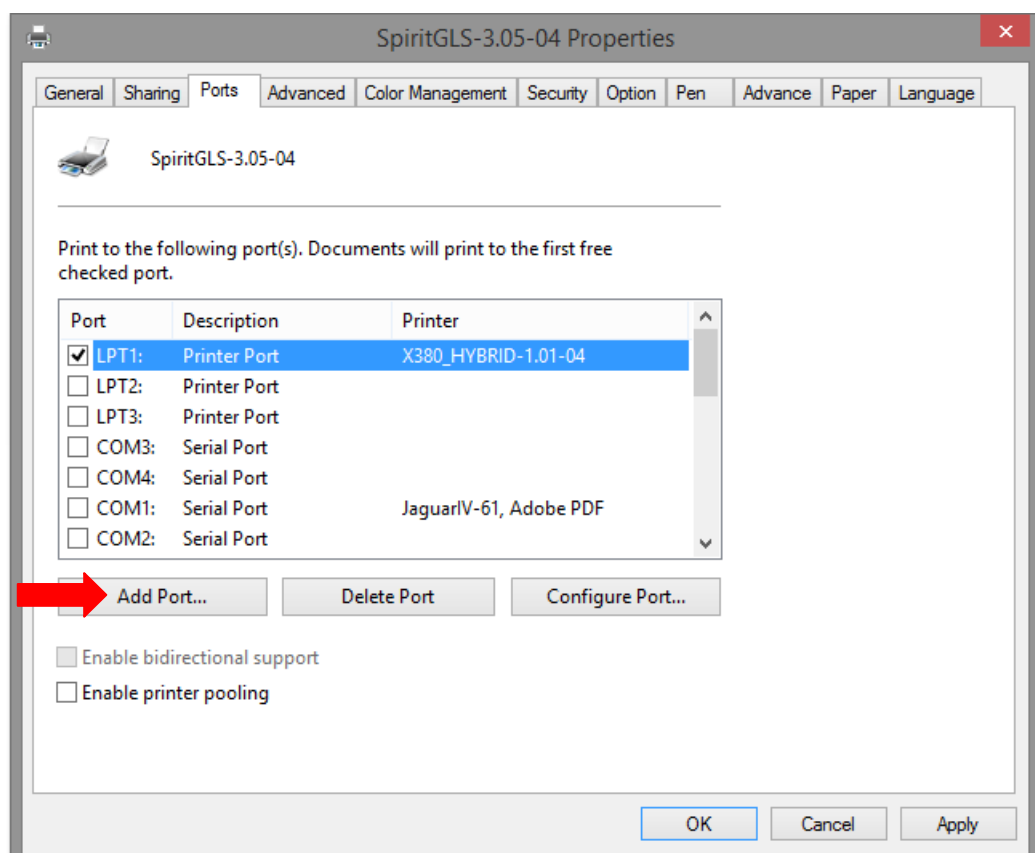 SpiritGLS-3.05-04 Properties
General Sharing Ports Advanced Color Management Security Option Pen Advance Paper Language
SpiritGLS-3.05-04
Print to the following port(s). Documents will print to the first free
checked port.
Port Description Printer
LPT1: Printer Port X380_HYBRID-1.01-04
LPT2: Printer Port
LPT3: Printer Port
COM3: Serial Port
COM4: Serial Port
COM1: Serial Port JaguarIV-61, Adobe PDF
COM2: Serial Port
Add Port... Delete Port Configure Port...
Enable bidirectional support
Enable printer pooling
OK Cancel Apply